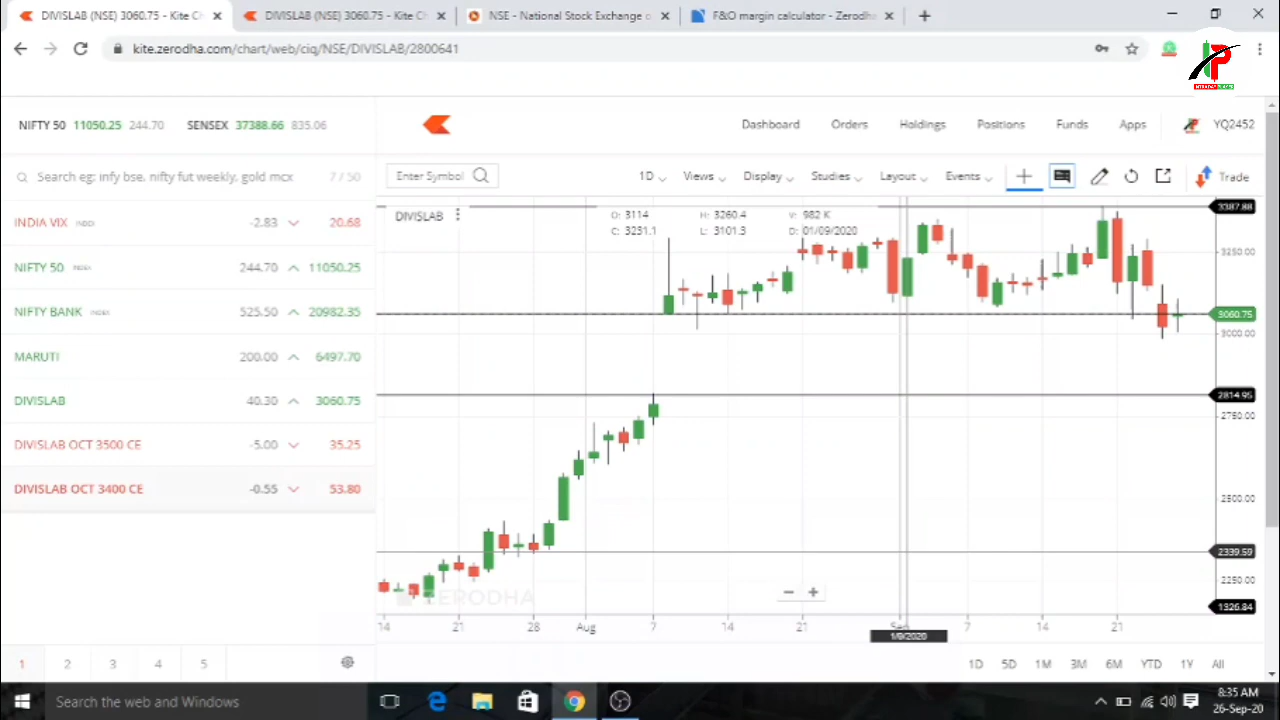 DIVISLAB (NSE) 3060.75 - Kite Ch
DIVISLAB (NSE) 3060.75 - Kite Ch
NSE - National Stock Exchange o
F&O margin calculator - Zerodha
kite.zerodha.com/chart/web/ciq/NSE/DIVISLAB/2800641
NIFTY 50 11050.25 244.70 SENSEX 37388.66 835.06
Dashboard Orders Holdings Positions Funds Apps YQ2452
Search eg: infy bse, nifty fut weekly, gold mcx 7 / 50
Enter Symbol 1D Views Display Studies Layout Events Trade
INDIA VIX INDEX -2.83 20.68
NIFTY 50 INDEX 244.70 11050.25
NIFTY BANK INDEX 525.50 20982.35
MARUTI 200.00 6497.70
DIVISLAB 40.30 3060.75
DIVISLAB OCT 3500 CE -5.00 35.25
DIVISLAB OCT 3400 CE -0.55 53.80
DIVISLAB
O: 3114 H: 3260.4 V: 982 K
C: 3231.1 L: 3101.3 D: 01/09/2020
3387.88
3250.00
3060.75
3000.00
2814.95
2750.00
2500.00
2339.59
2250.00
1326.84
ZERODHA
14 21 28 Aug 7 14 21 Sep 7 14 21
1/9/2020
1 2 3 4 5
1D 5D 1M 3M 6M YTD 1Y All
Search the web and Windows
8:35 AM
26-Sep-20